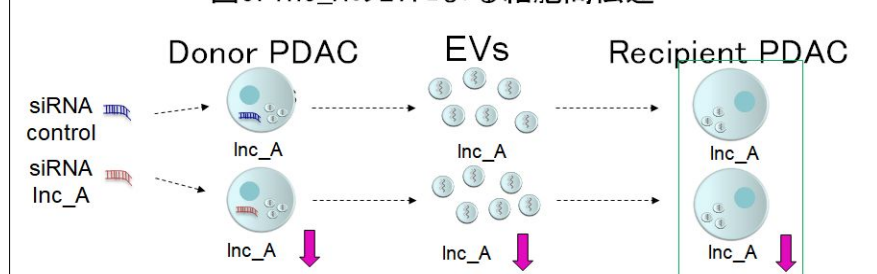 Donor PDAC
EVs
Recipient PDAC
siRNA
control
lnc_A
lnc_A
lnc_A
siRNA
lnc_A
lnc_A
lnc_A
lnc_A